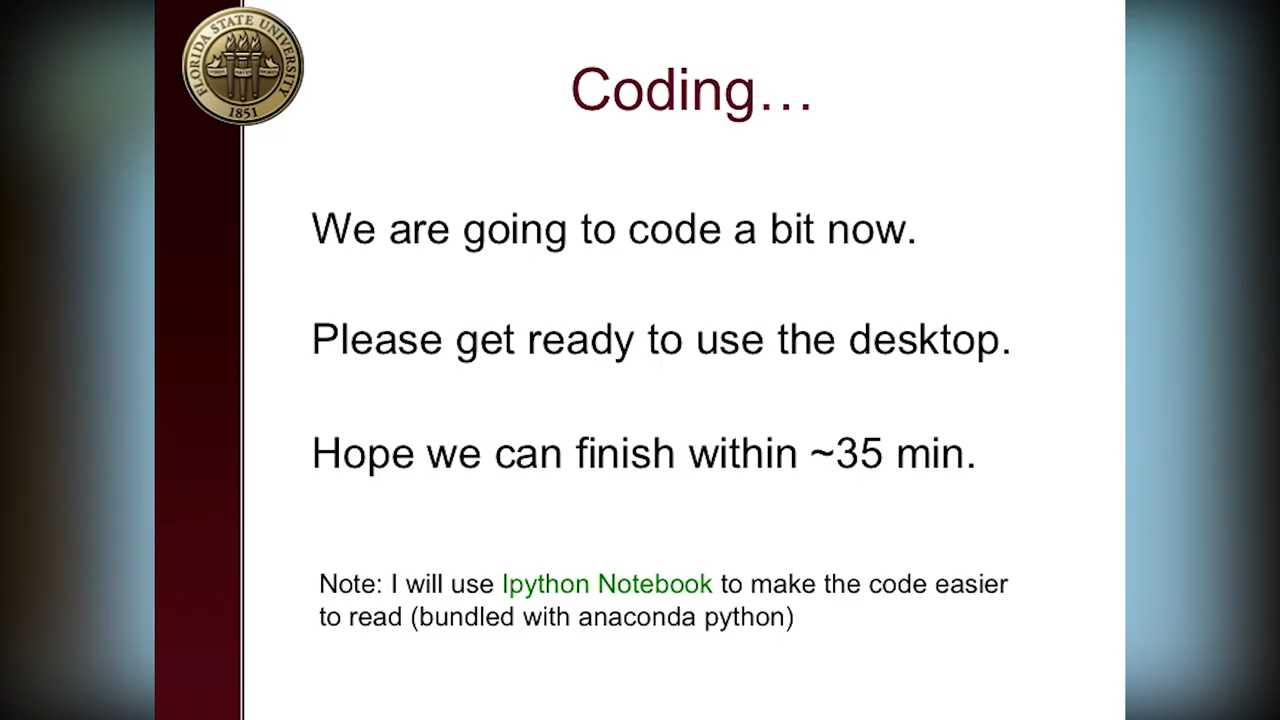 FLORIDA STATE UNIVERSITY
1851
Coding…
We are going to code a bit now.
Please get ready to use the desktop.
Hope we can finish within ~35 min.
Note: I will use Ipython Notebook to make the code easier
to read (bundled with anaconda python)